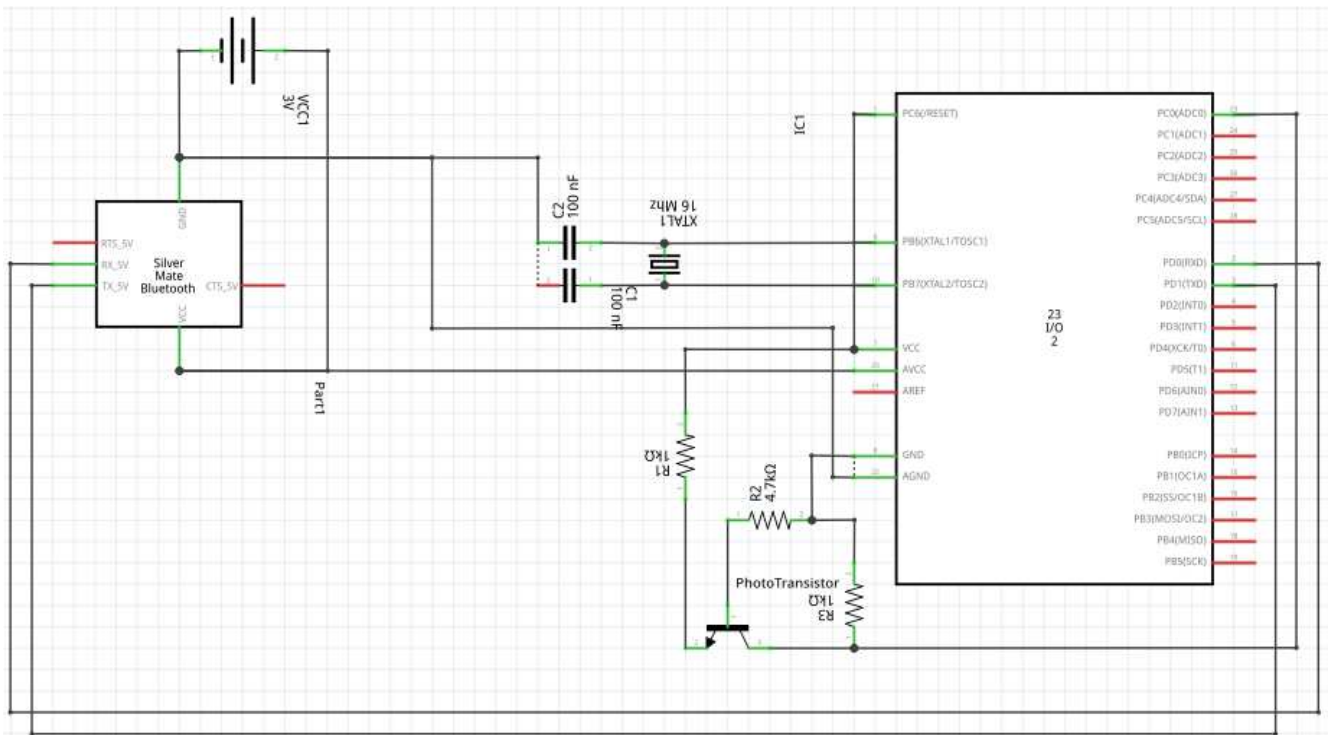 VCC1
3V
GND
RTS_5V
RX_5V
TX_5V
Silver
Mate
Bluetooth
CTS_5V
VCC
Part1
C2
100 nF
C1
100 nF
XTAL1
16 Mhz
IC1
PC6(/RESET)
PB6(XTAL1/TOSC1)
PB7(XTAL2/TOSC2)
VCC
AVCC
AREF
GND
AGND
23
I/O
2
PC0(ADC0)
PC1(ADC1)
PC2(ADC2)
PC3(ADC3)
PC4(ADC4/SDA)
PC5(ADC5/SCL)
PD0(RXD)
PD1(TXD)
PD2(INT0)
PD3(INT1)
PD4(XCK/T0)
PD5(T1)
PD6(AIN0)
PD7(AIN1)
PB0(ICP)
PB1(OC1A)
PB2(SS/OC1B)
PB3(MOSI/OC2)
PB4(MISO)
PB5(SCK)
R1
1kΩ
R2
4.7kΩ
PhotoTransistor
R3
1kΩ